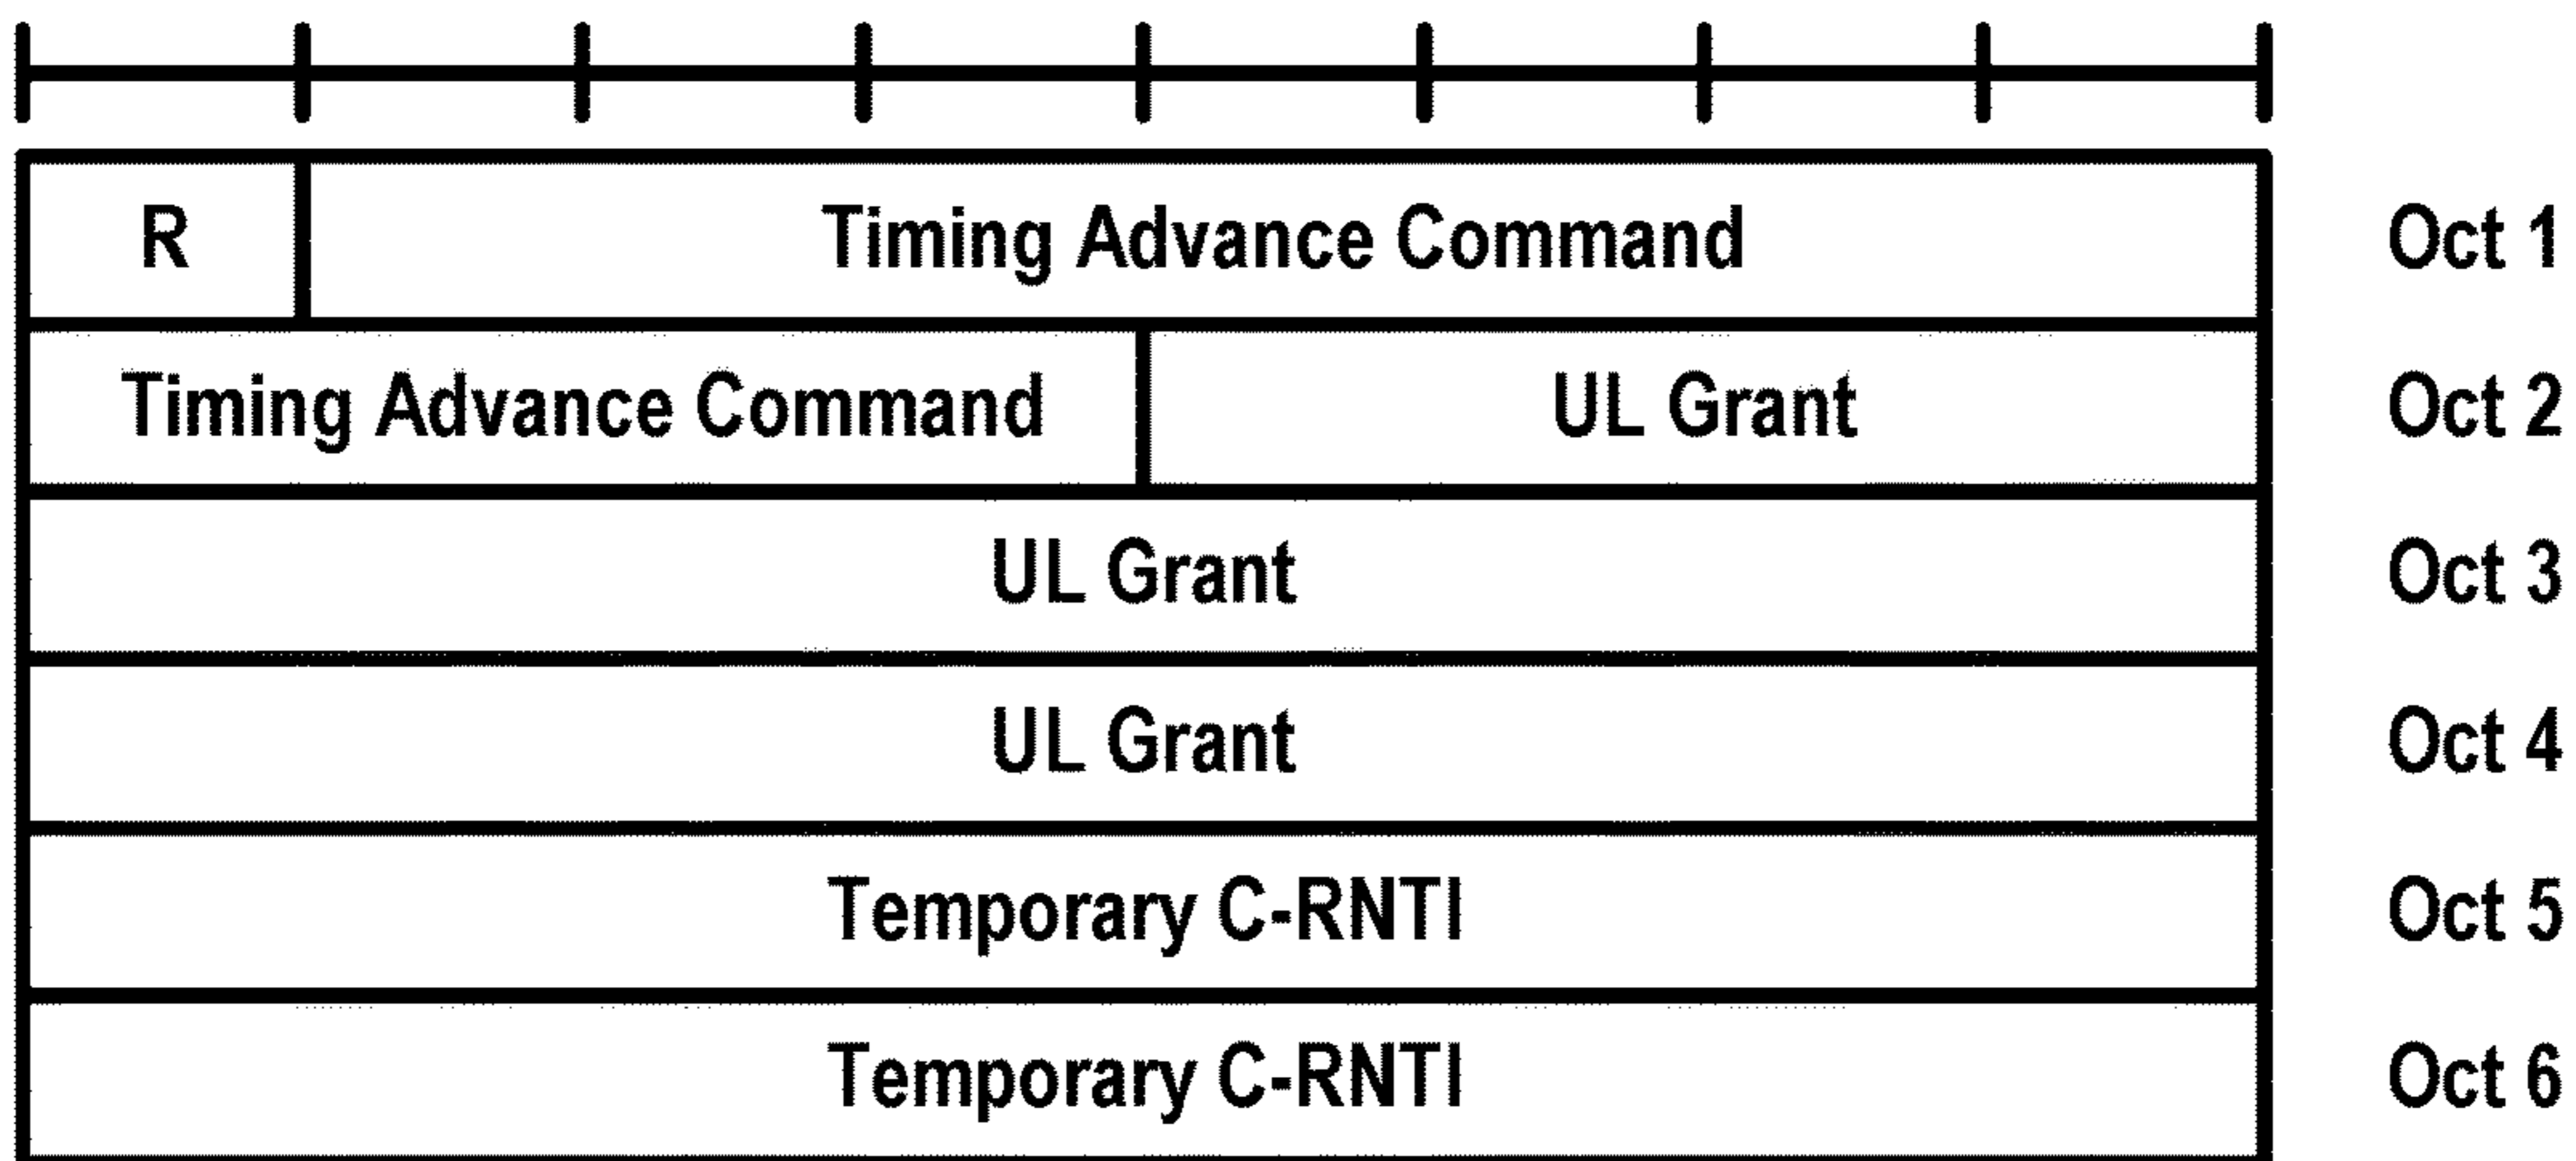 R Timing Advance Command Oct 1
Timing Advance Command UL Grant Oct 2
UL Grant Oct 3
UL Grant Oct 4
Temporary C-RNTI Oct 5
Temporary C-RNTI Oct 6